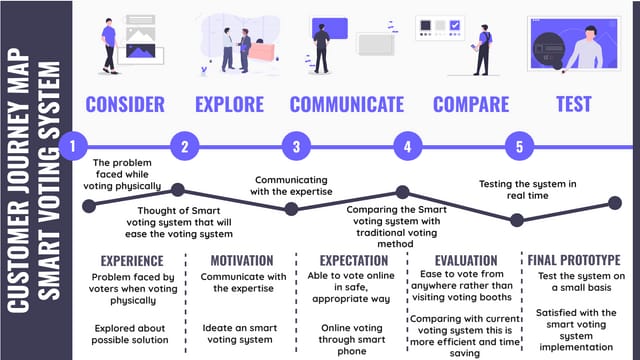 CUSTOMER JOURNEY MAP
SMART VOTING SYSTEM
CONSIDER
EXPLORE
COMMUNICATE
COMPARE
TEST
1
2
3
4
5
The problem
faced while
voting physically
Thought of Smart
voting system that will
ease the voting system
Communicating
with the expertise
Comparing the Smart
voting system with
traditional voting
method
Testing the system in
real time
EXPERIENCE
Problem faced by
voters when voting
physically
Explored about
possible solution
MOTIVATION
Communicate with
the expertise
Ideate an smart
voting system
EXPECTATION
Able to vote online
in safe,
appropriate way
Online voting
through smart
phone
EVALUATION
Ease to vote from
anywhere rather than
visiting voting booths
Comparing with current
voting system this is
more efficient and time
saving
FINAL PROTOTYPE
Test the system on
a small basis
Satisfied with the
smart voting
system
implementation